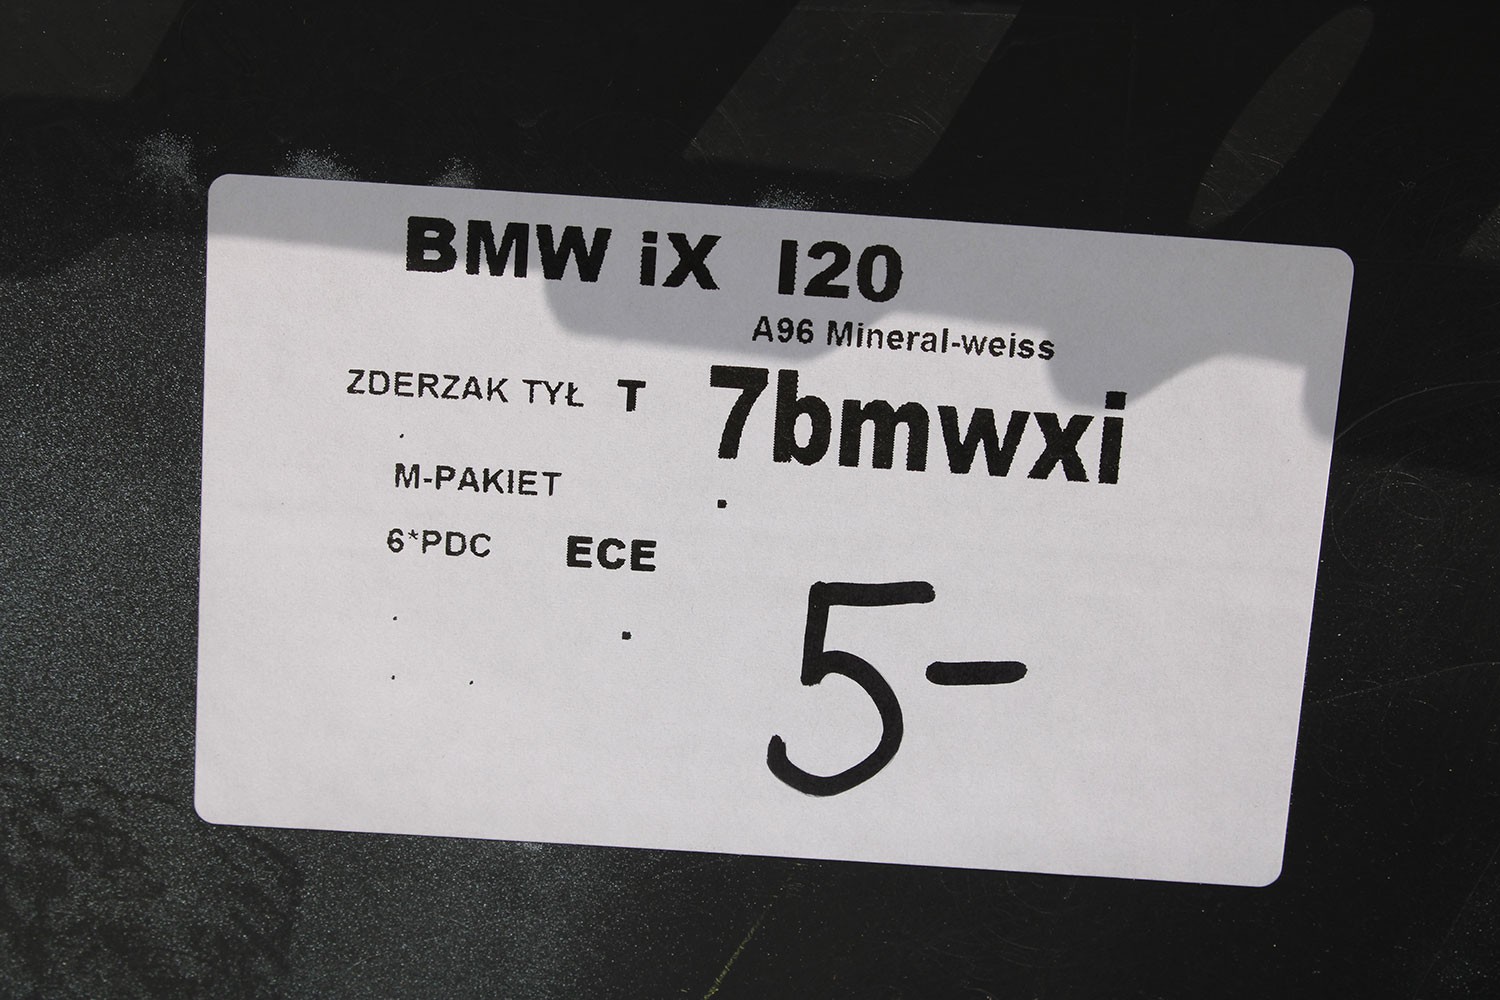 BMW iX I20
A96 Mineral-weiss
ZDERZAK TYŁ T 7bmwxi
M-PAKIET
6*PDC ECE
5-